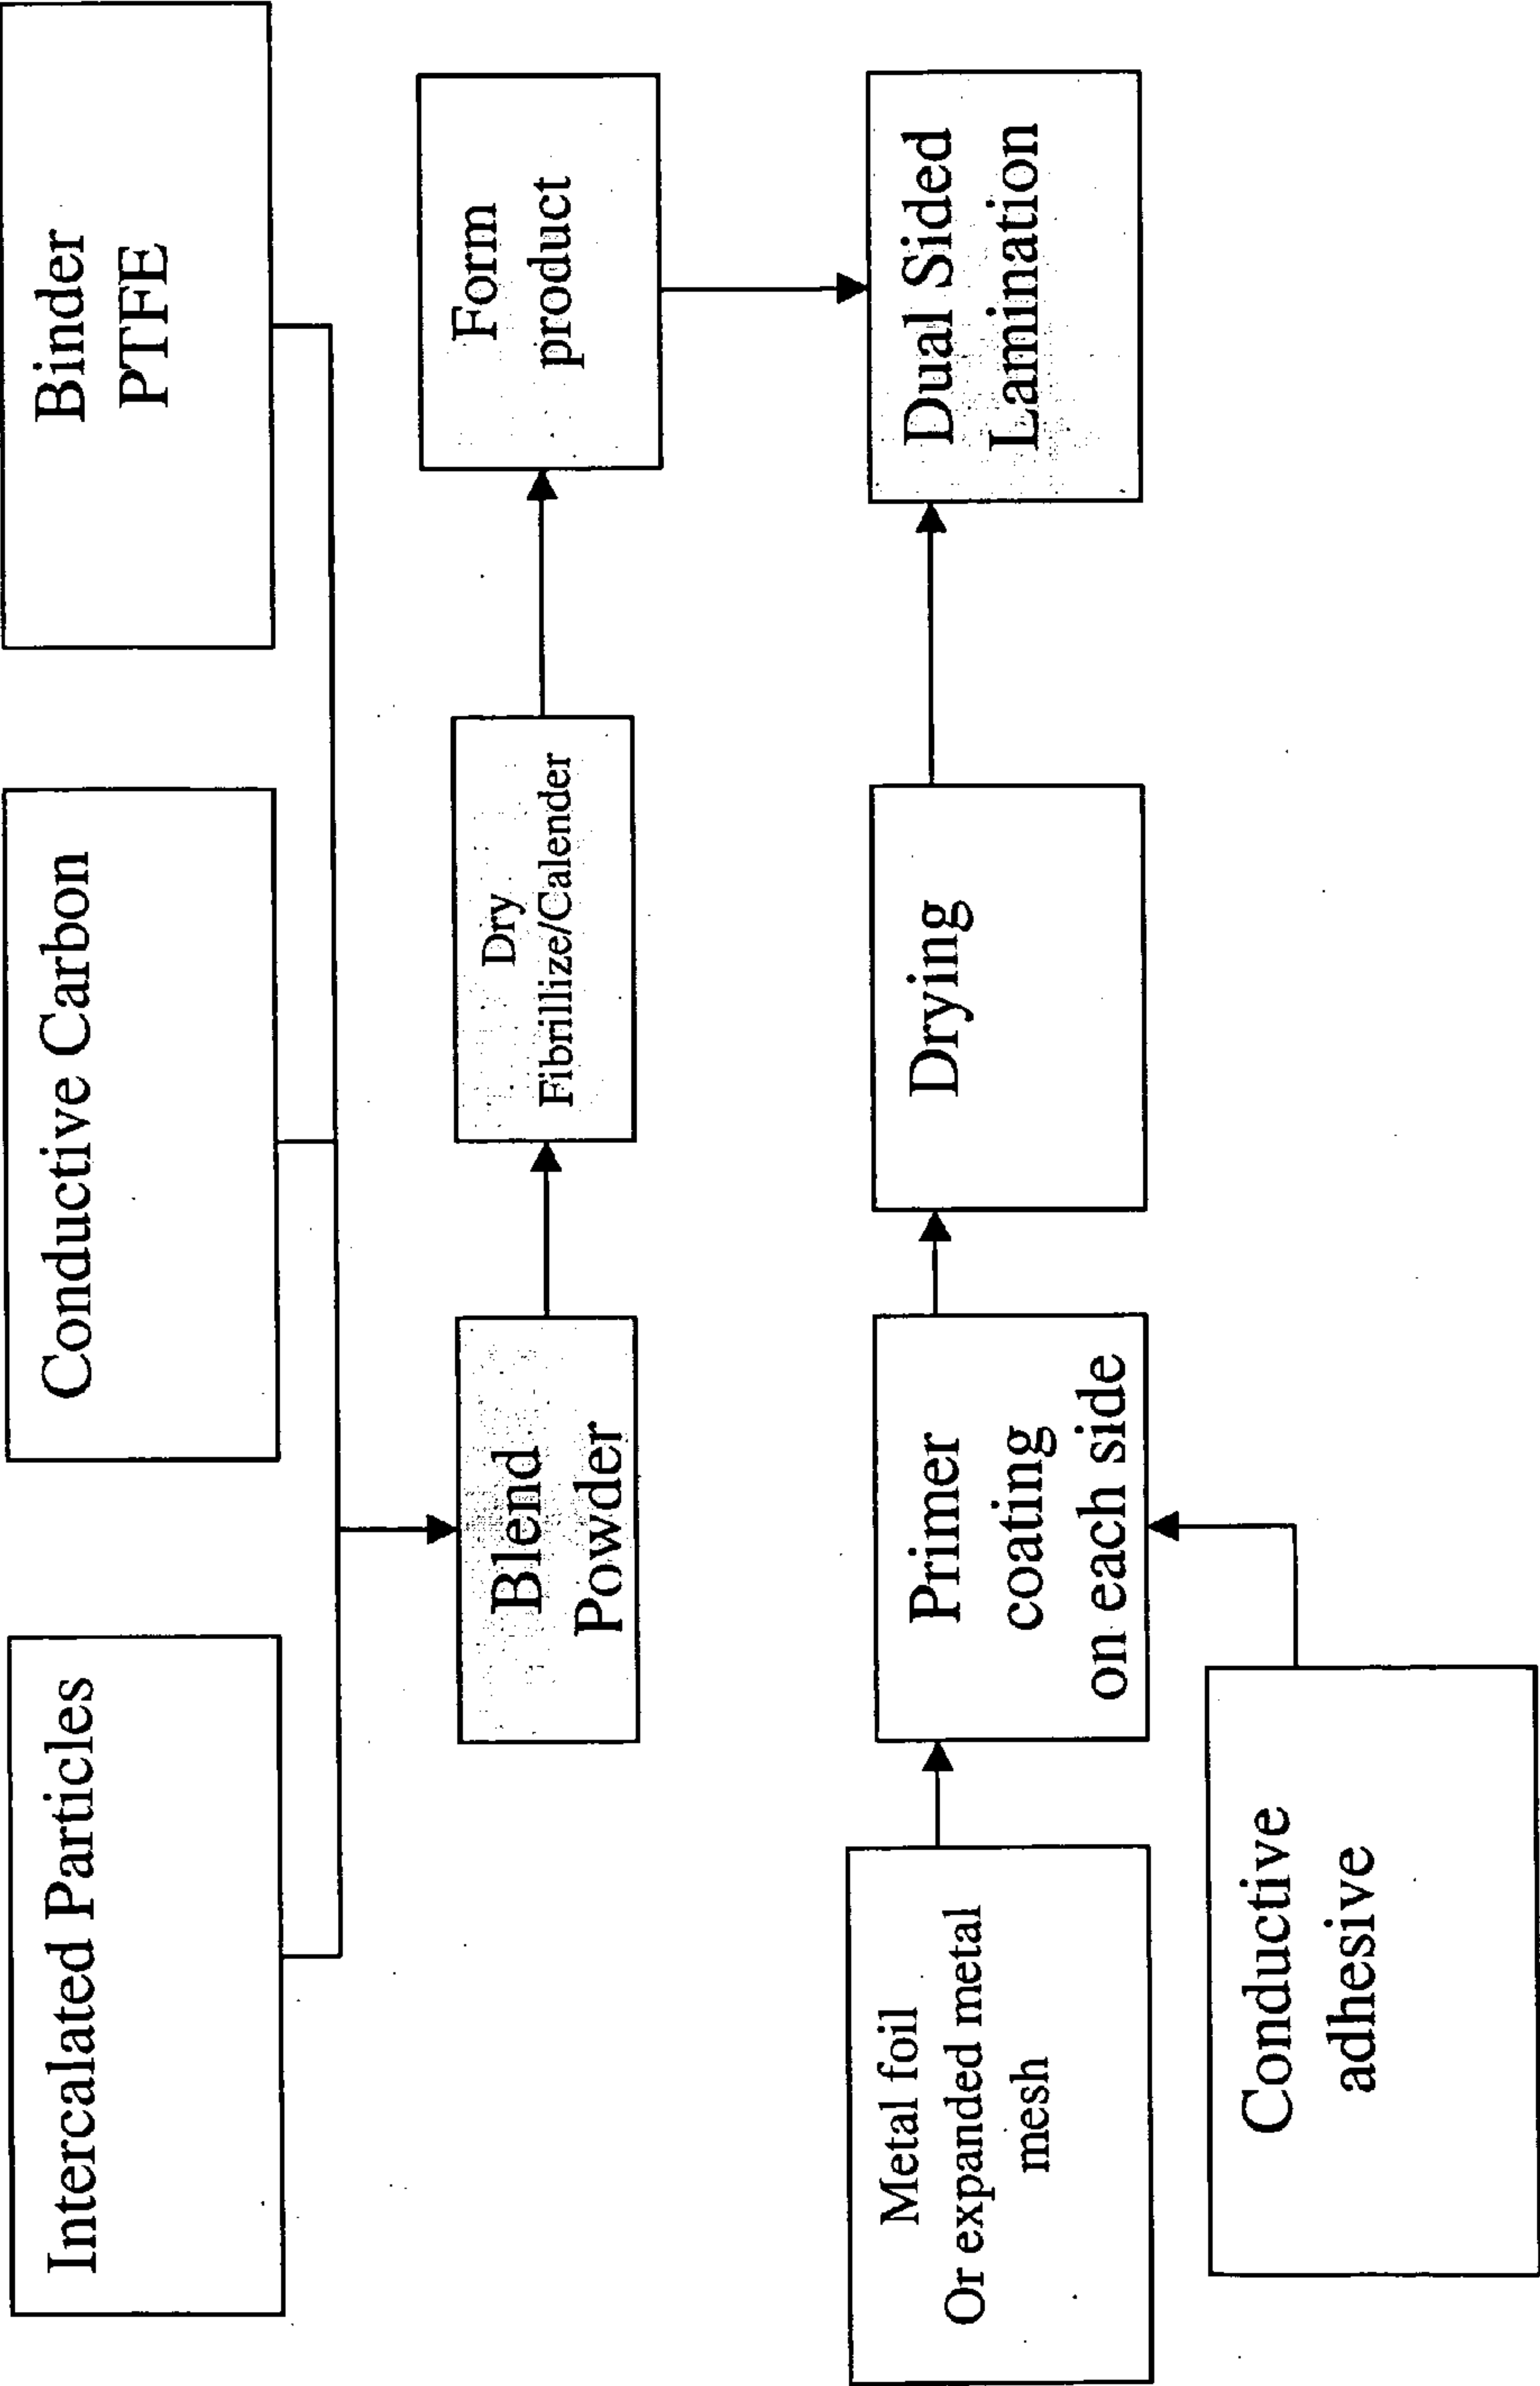 Intercalated Particles
Conductive Carbon
Binder
PTFE
Blend
Powder
Dry
Fibrillize/Calender
Form
product
Metal foil
Or expanded metal
mesh
Primer
coating
on each side
Drying
Dual Sided
Lamination
Conductive
adhesive